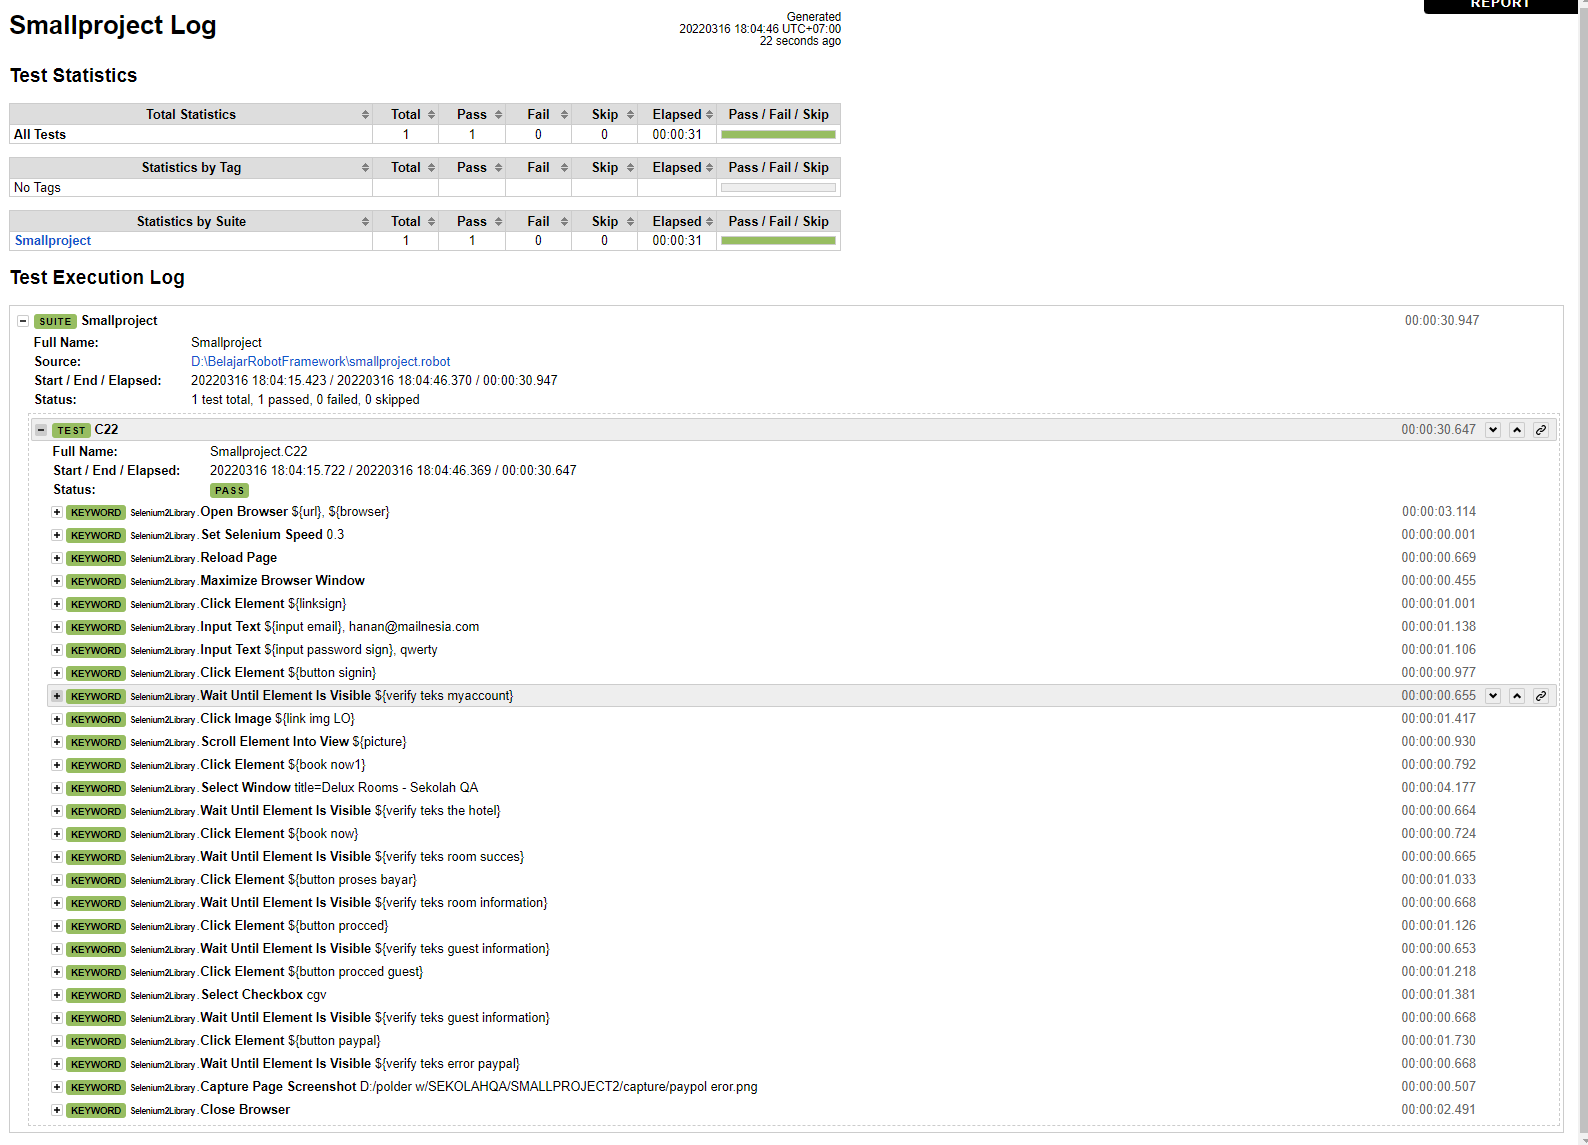 REPORT
Smallproject Log
Generated
20220316 18:04:46 UTC+07:00
22 seconds ago
Test Statistics
Total Statistics Total Pass Fail Skip Elapsed Pass / Fail / Skip
All Tests 1 1 0 0 00:00:31
Statistics by Tag Total Pass Fail Skip Elapsed Pass / Fail / Skip
No Tags
Statistics by Suite Total Pass Fail Skip Elapsed Pass / Fail / Skip
Smallproject 1 1 0 0 00:00:31
Test Execution Log
SUITE Smallproject 00:00:30.947
Full Name: Smallproject
Source: D:\BelajarRobotFramework\smallproject.robot
Start / End / Elapsed: 20220316 18:04:15.423 / 20220316 18:04:46.370 / 00:00:30.947
Status: 1 test total, 1 passed, 0 failed, 0 skipped
TEST C22 00:00:30.647
Full Name: Smallproject.C22
Start / End / Elapsed: 20220316 18:04:15.722 / 20220316 18:04:46.369 / 00:00:30.647
Status: PASS
KEYWORD Selenium2Library.Open Browser ${url}, ${browser} 00:00:03.114
KEYWORD Selenium2Library.Set Selenium Speed 0.3 00:00:00.001
KEYWORD Selenium2Library.Reload Page 00:00:00.669
KEYWORD Selenium2Library.Maximize Browser Window 00:00:00.455
KEYWORD Selenium2Library.Click Element ${linksign} 00:00:01.001
KEYWORD Selenium2Library.Input Text ${input email}, hanan@mailnesia.com 00:00:01.138
KEYWORD Selenium2Library.Input Text ${input password sign}, qwerty 00:00:01.106
KEYWORD Selenium2Library.Click Element ${button signin} 00:00:00.977
KEYWORD Selenium2Library.Wait Until Element Is Visible ${verify teks myaccount} 00:00:00.655
KEYWORD Selenium2Library.Click Image ${link img LO} 00:00:01.417
KEYWORD Selenium2Library.Scroll Element Into View ${picture} 00:00:00.930
KEYWORD Selenium2Library.Click Element ${book now1} 00:00:00.792
KEYWORD Selenium2Library.Select Window title=Delux Rooms - Sekolah QA 00:00:04.177
KEYWORD Selenium2Library.Wait Until Element Is Visible ${verify teks the hotel} 00:00:00.664
KEYWORD Selenium2Library.Click Element ${book now} 00:00:00.724
KEYWORD Selenium2Library.Wait Until Element Is Visible ${verify teks room succes} 00:00:00.665
KEYWORD Selenium2Library.Click Element ${button proses bayar} 00:00:01.033
KEYWORD Selenium2Library.Wait Until Element Is Visible ${verify teks room information} 00:00:00.668
KEYWORD Selenium2Library.Click Element ${button procced} 00:00:01.126
KEYWORD Selenium2Library.Wait Until Element Is Visible ${verify teks guest information} 00:00:00.653
KEYWORD Selenium2Library.Click Element ${button procced guest} 00:00:01.218
KEYWORD Selenium2Library.Select Checkbox cgv 00:00:01.381
KEYWORD Selenium2Library.Wait Until Element Is Visible ${verify teks guest information} 00:00:00.668
KEYWORD Selenium2Library.Click Element ${button paypal} 00:00:01.730
KEYWORD Selenium2Library.Wait Until Element Is Visible ${verify teks error paypal} 00:00:00.668
KEYWORD Selenium2Library.Capture Page Screenshot D:/polder w/SEKOLAHQA/SMALLPROJECT2/capture/paypol eror.png 00:00:00.507
KEYWORD Selenium2Library.Close Browser 00:00:02.491